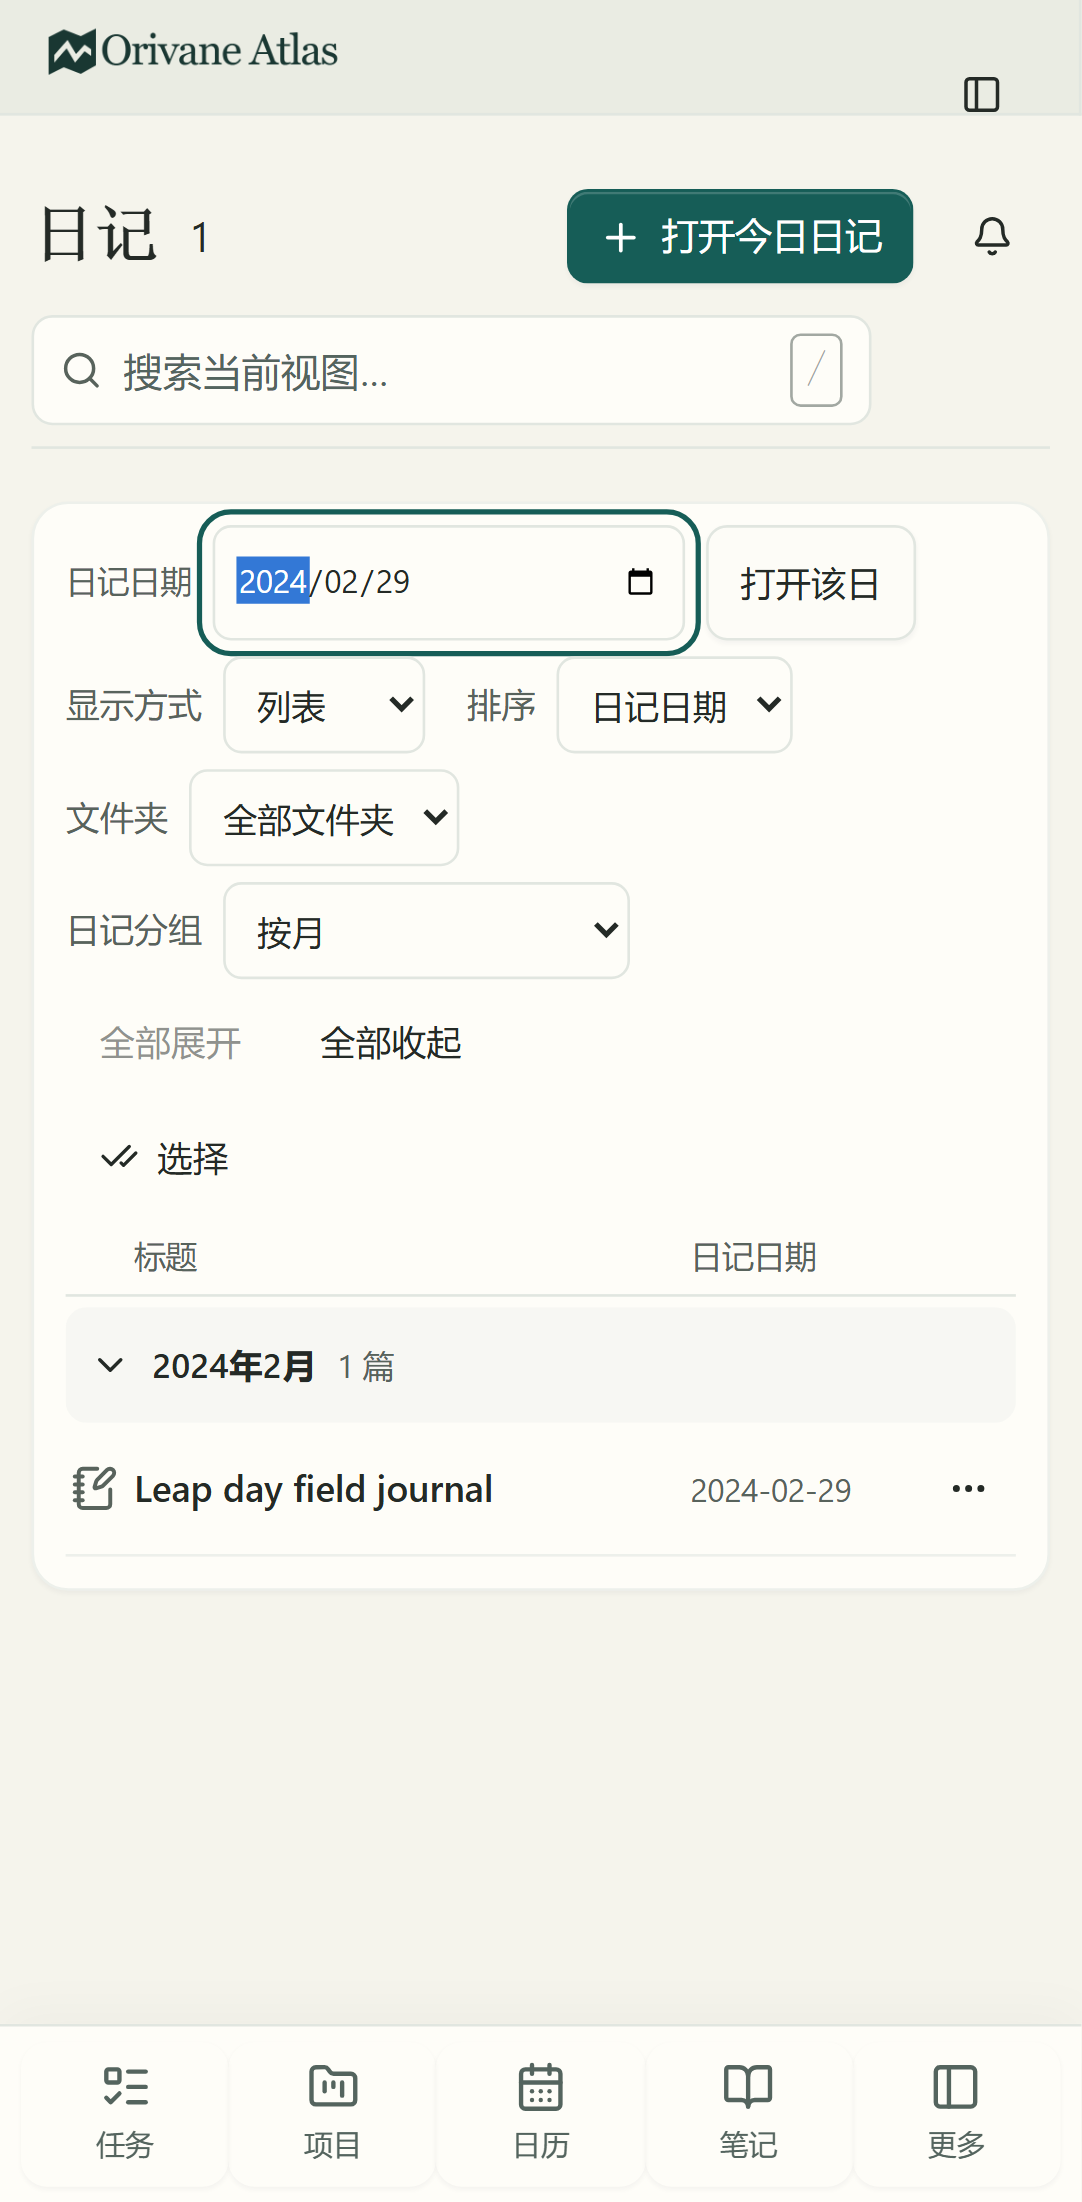 Orivane Atlas
日记 1
打开今日日记
搜索当前视图...
/
日记日期 2024/02/29 打开该日
显示方式 列表 排序 日记日期
文件夹 全部文件夹
日记分组 按月
全部展开 全部收起
选择
标题 日记日期
2024年2月 1 篇
Leap day field journal 2024-02-29
任务 项目 日历 笔记 更多